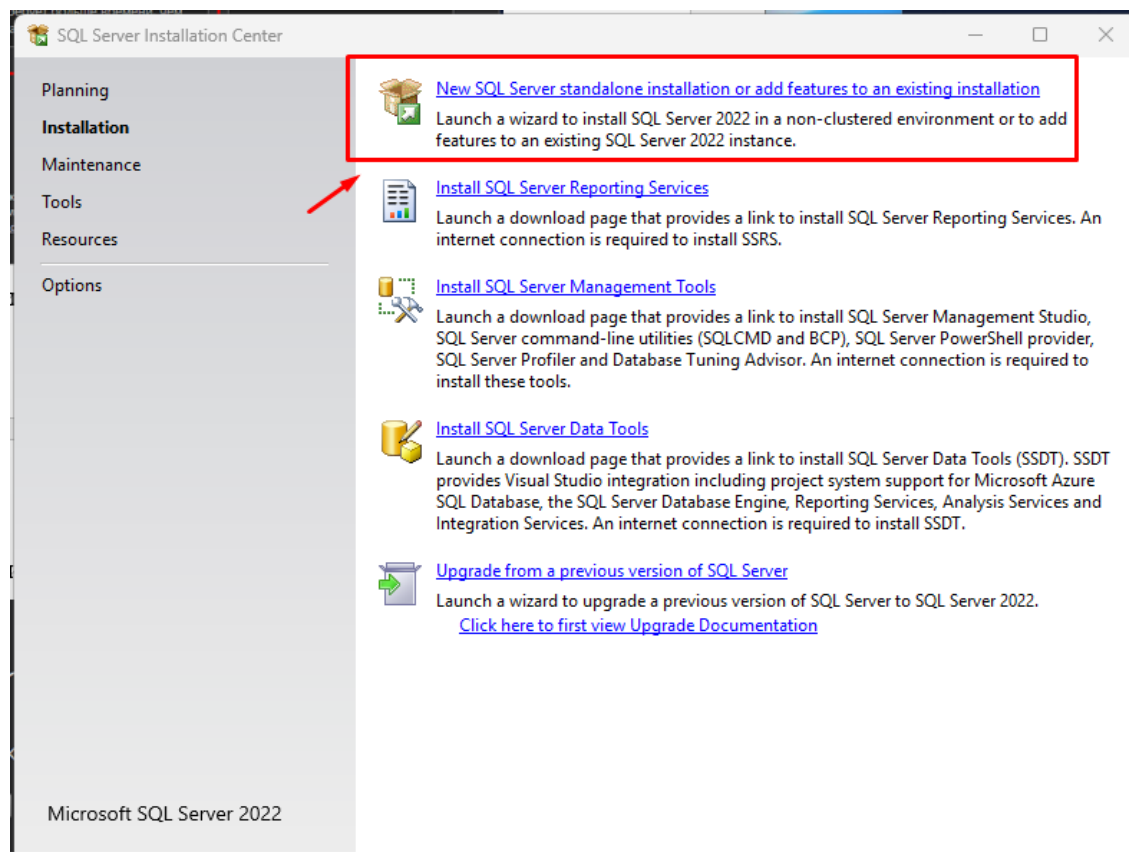 SQL Server Installation Center
Planning
Installation
Maintenance
Tools
Resources
Options
Microsoft SQL Server 2022
New SQL Server standalone installation or add features to an existing installation
Launch a wizard to install SQL Server 2022 in a non-clustered environment or to add
features to an existing SQL Server 2022 instance.
Install SQL Server Reporting Services
Launch a download page that provides a link to install SQL Server Reporting Services. An
internet connection is required to install SSRS.
Install SQL Server Management Tools
Launch a download page that provides a link to install SQL Server Management Studio,
SQL Server command-line utilities (SQLCMD and BCP), SQL Server PowerShell provider,
SQL Server Profiler and Database Tuning Advisor. An internet connection is required to
install these tools.
Install SQL Server Data Tools
Launch a download page that provides a link to install SQL Server Data Tools (SSDT). SSDT
provides Visual Studio integration including project system support for Microsoft Azure
SQL Database, the SQL Server Database Engine, Reporting Services, Analysis Services and
Integration Services. An internet connection is required to install SSDT.
Upgrade from a previous version of SQL Server
Launch a wizard to upgrade a previous version of SQL Server to SQL Server 2022.
Click here to first view Upgrade Documentation